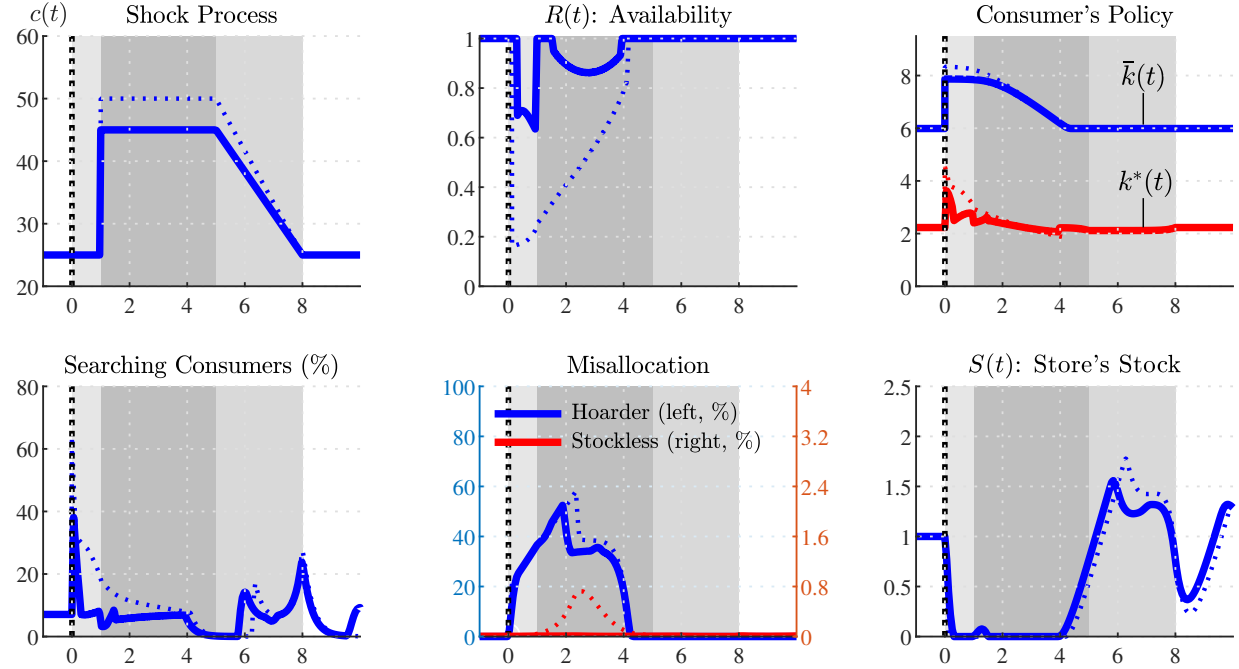 c(t) Shock Process
60
50
40
30
20
0 2 4 6 8
R(t): Availability
1
0.8
0.6
0.4
0.2
0
0 2 4 6 8
Consumer's Policy
8
6
4
2
0
k̄(t)
k*(t)
0 2 4 6 8
Searching Consumers (%)
80
60
40
20
0
0 2 4 6 8
Misallocation
100
80
60
40
20
0
Hoarder (left, %)
Stockless (right, %)
4
3.2
2.4
1.6
0.8
0
0 2 4 6 8
S(t): Store's Stock
2.5
2
1.5
1
0.5
0
0 2 4 6 8